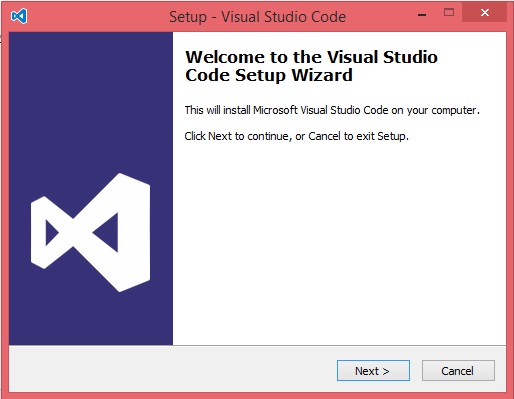 Setup - Visual Studio Code
Welcome to the Visual Studio
Code Setup Wizard
This will install Microsoft Visual Studio Code on your computer.
Click Next to continue, or Cancel to exit Setup.
Next >
Cancel